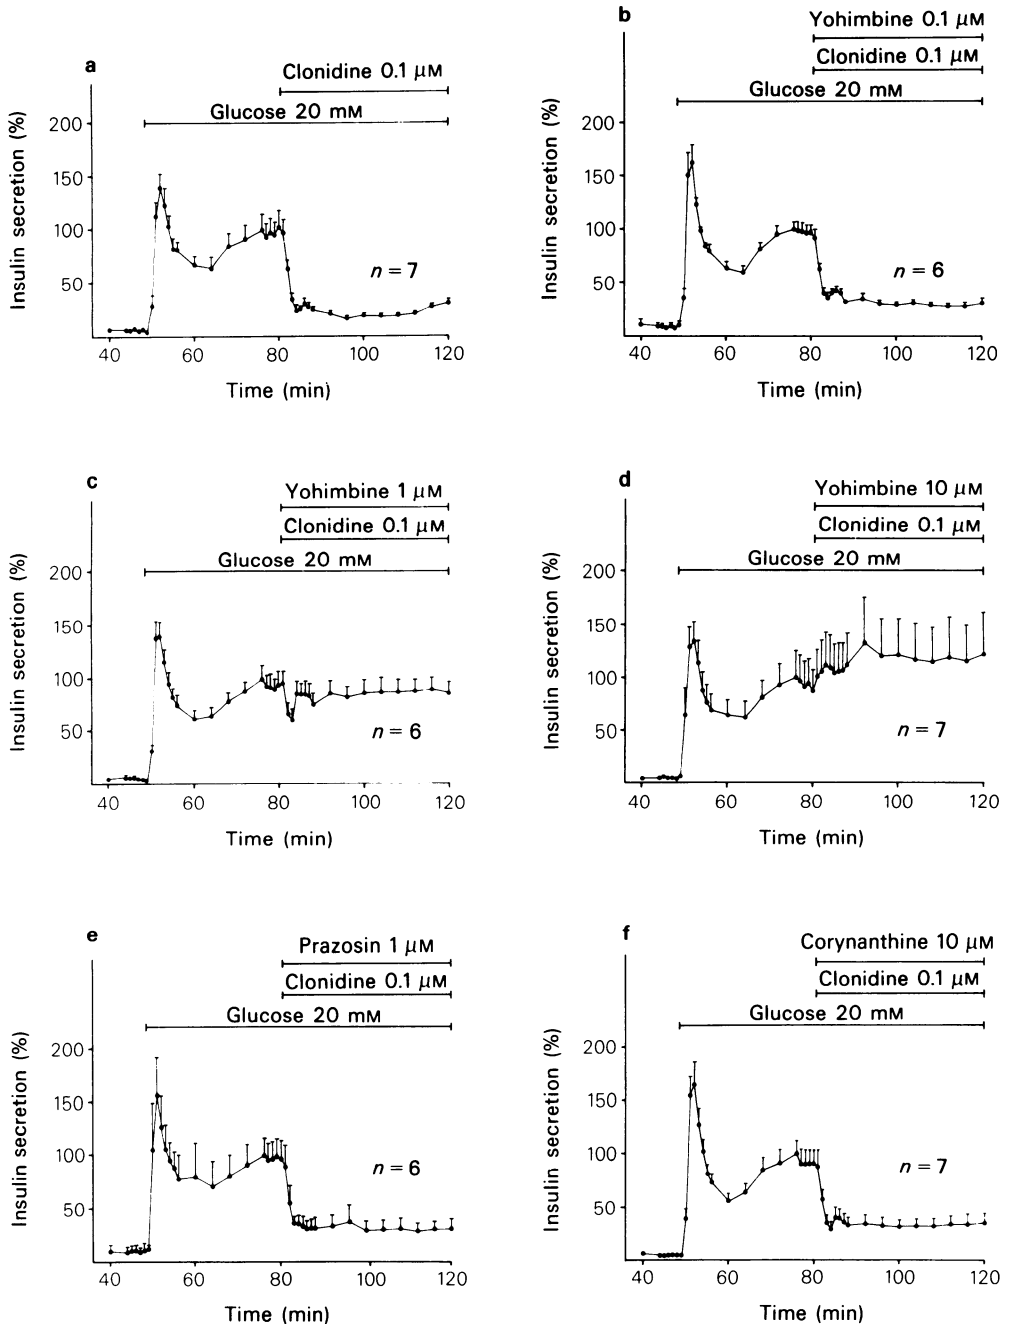 a
Clonidine 0.1 µM
Glucose 20 mM
Insulin secretion (%)
200
150
100
50
n = 7
40 60 80 100 120
Time (min)
b
Yohimbine 0.1 µM
Clonidine 0.1 µM
Glucose 20 mM
Insulin secretion (%)
200
150
100
50
n = 6
40 60 80 100 120
Time (min)
c
Yohimbine 1 µM
Clonidine 0.1 µM
Glucose 20 mM
Insulin secretion (%)
200
150
100
50
n = 6
40 60 80 100 120
Time (min)
d
Yohimbine 10 µM
Clonidine 0.1 µM
Glucose 20 mM
Insulin secretion (%)
200
150
100
50
n = 7
40 60 80 100 120
Time (min)
e
Prazosin 1 µM
Clonidine 0.1 µM
Glucose 20 mM
Insulin secretion (%)
200
150
100
50
n = 6
40 60 80 100 120
Time (min)
f
Corynanthine 10 µM
Clonidine 0.1 µM
Glucose 20 mM
Insulin secretion (%)
200
150
100
50
n = 7
40 60 80 100 120
Time (min)